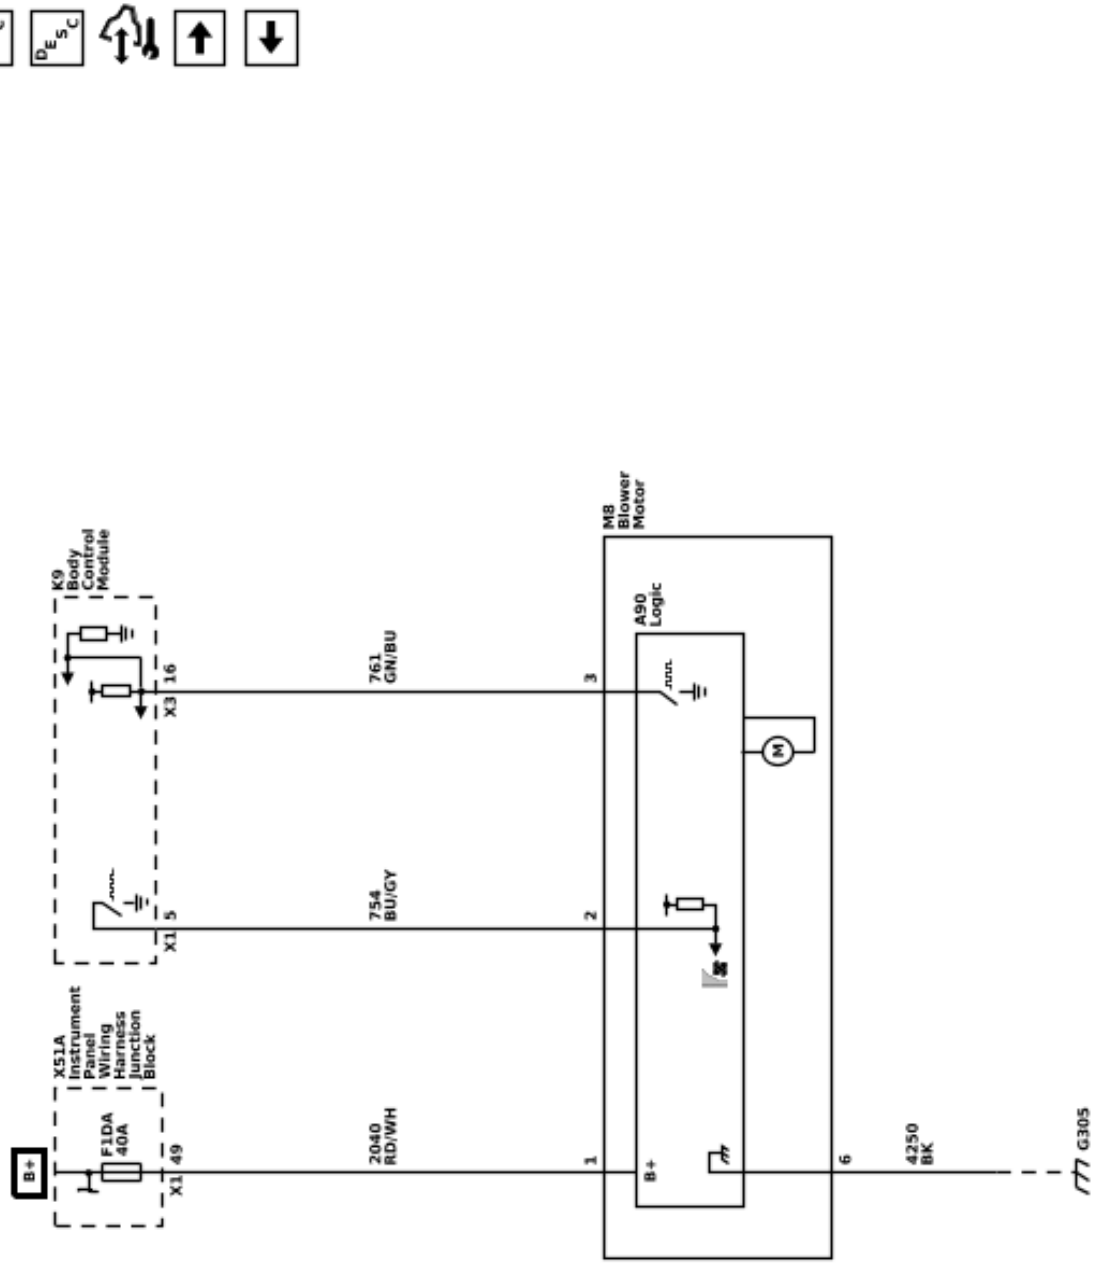 DESC
B+
X51A
Instrument
Panel
Wiring
Harness
Junction
Block
F1DA
40A
X1 49
K9
Body
Control
Module
X1 5
X3 16
2040
RD/WH
754
BU/GY
761
GN/BU
1
2
3
M8
Blower
Motor
A90
Logic
B+
M
6
4250
BK
G305